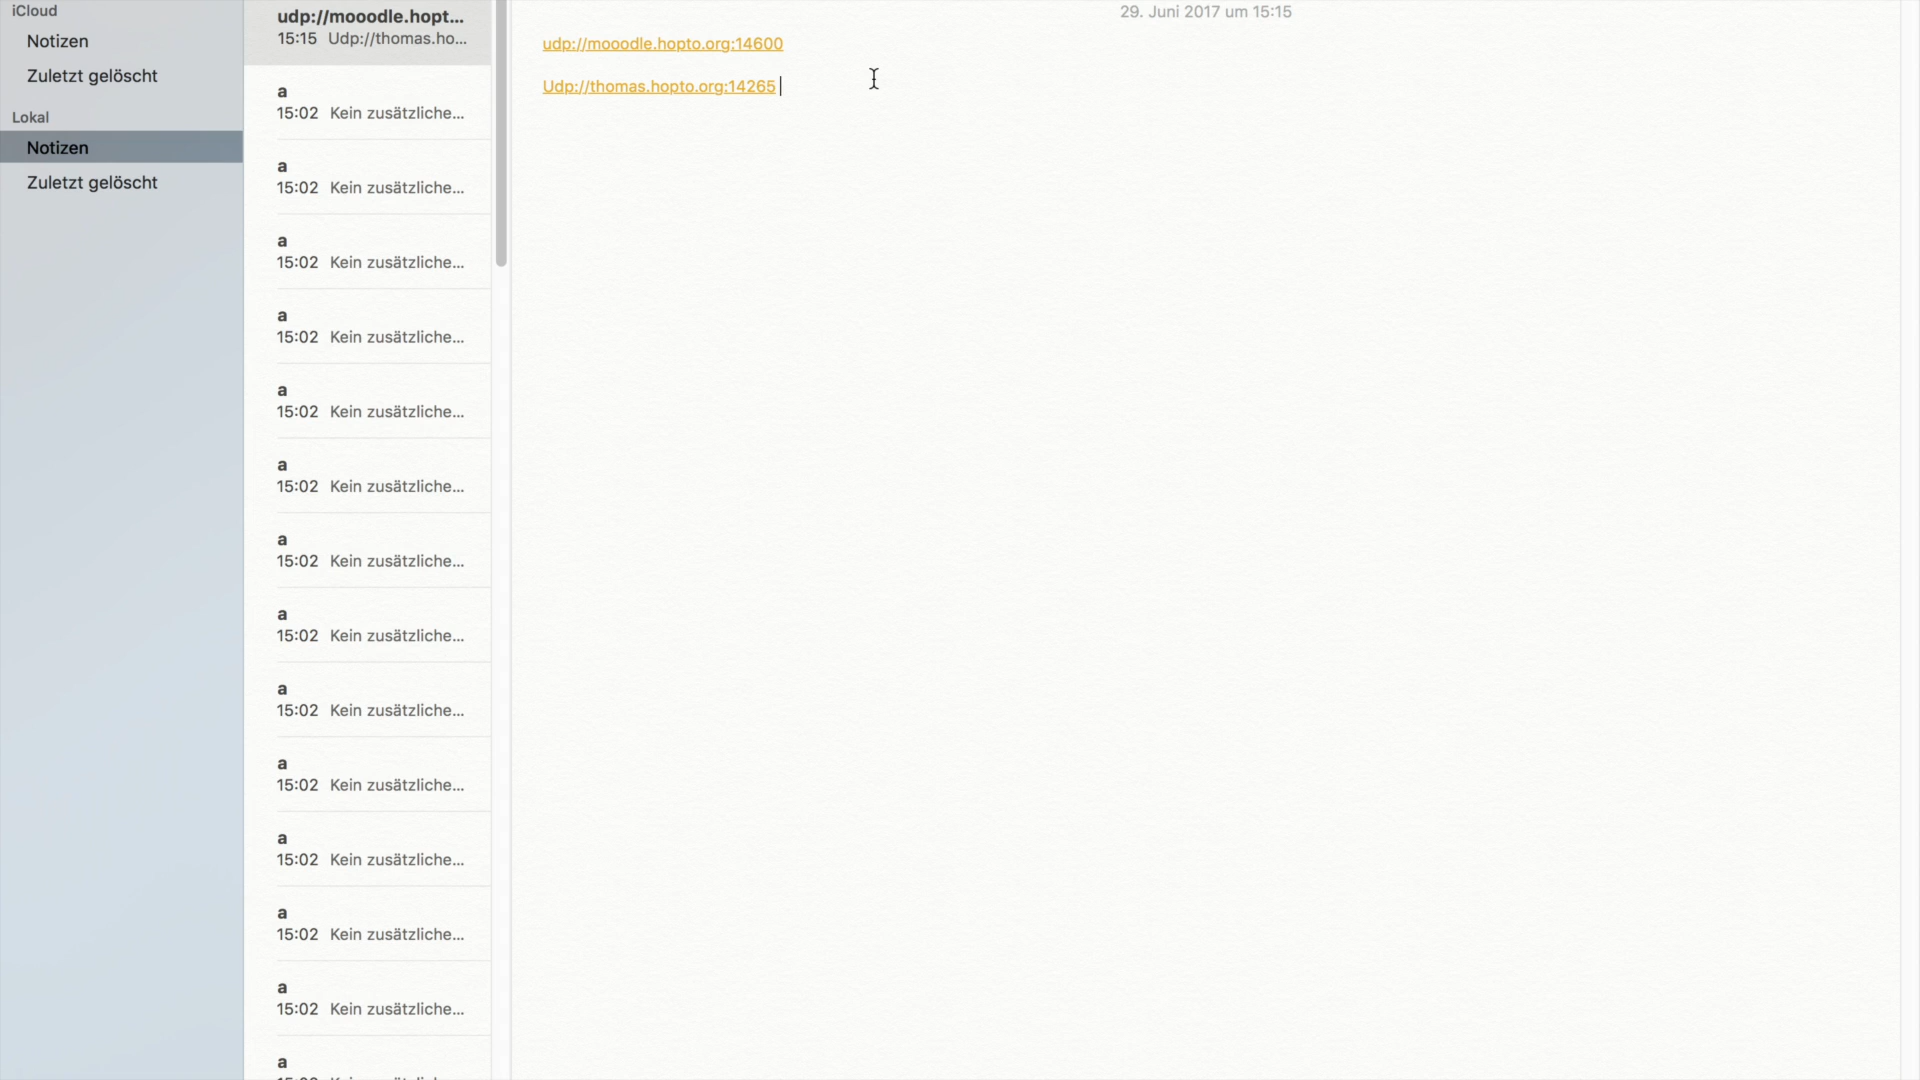 iCloud
Notizen
Zuletzt gelöscht
Lokal
Notizen
Zuletzt gelöscht
udp://mooodle.hopt...
15:15 Udp://thomas.ho...
a
15:02 Kein zusätzliche...
a
15:02 Kein zusätzliche...
a
15:02 Kein zusätzliche...
a
15:02 Kein zusätzliche...
a
15:02 Kein zusätzliche...
a
15:02 Kein zusätzliche...
a
15:02 Kein zusätzliche...
a
15:02 Kein zusätzliche...
a
15:02 Kein zusätzliche...
a
15:02 Kein zusätzliche...
a
15:02 Kein zusätzliche...
a
15:02 Kein zusätzliche...
a
15:02 Kein zusätzliche...
a
29. Juni 2017 um 15:15
udp://mooodle.hopto.org:14600
Udp://thomas.hopto.org:14265